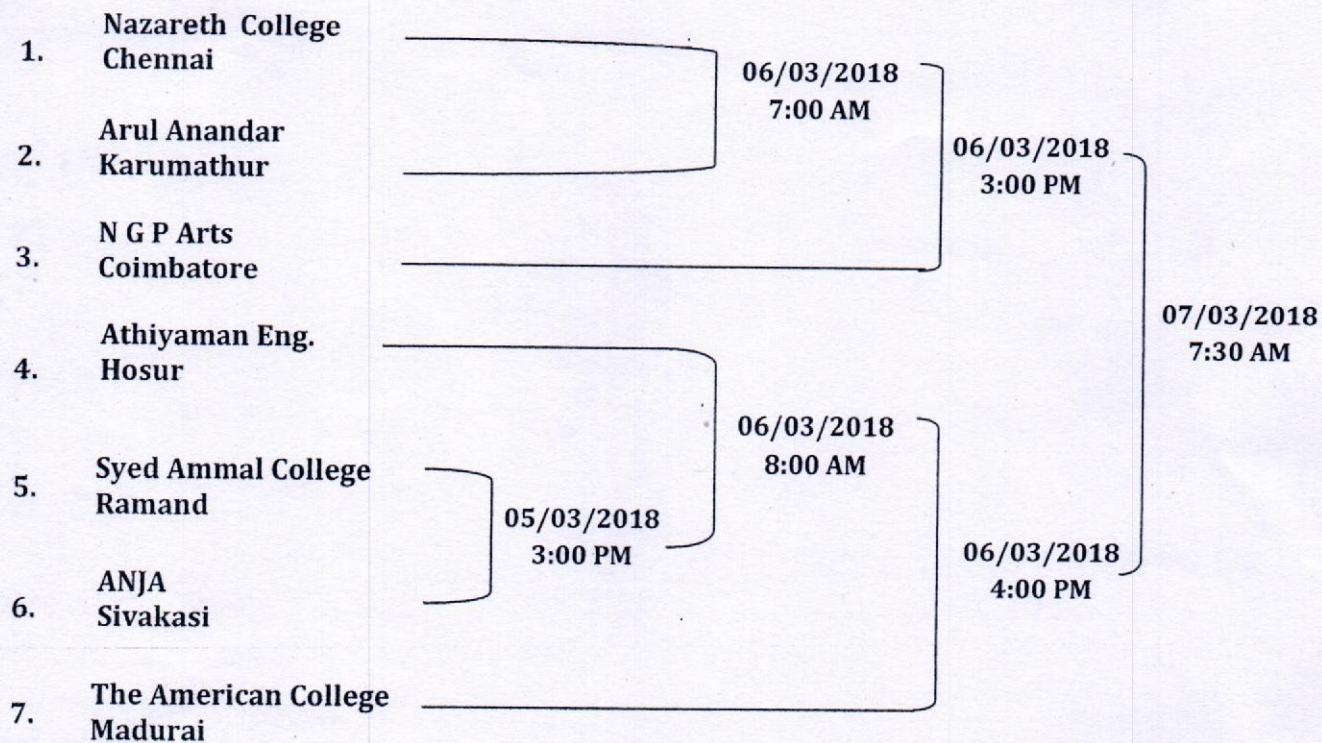 1.
Nazareth College
Chennai
2.
Arul Anandar
Karumathur
3.
N G P Arts
Coimbatore
4.
Athiyaman Eng.
Hosur
5.
Syed Ammal College
Ramand
6.
ANJA
Sivakasi
7.
The American College
Madurai
05/03/2018
3:00 PM
06/03/2018
7:00 AM
06/03/2018
8:00 AM
06/03/2018
3:00 PM
06/03/2018
4:00 PM
07/03/2018
7:30 AM